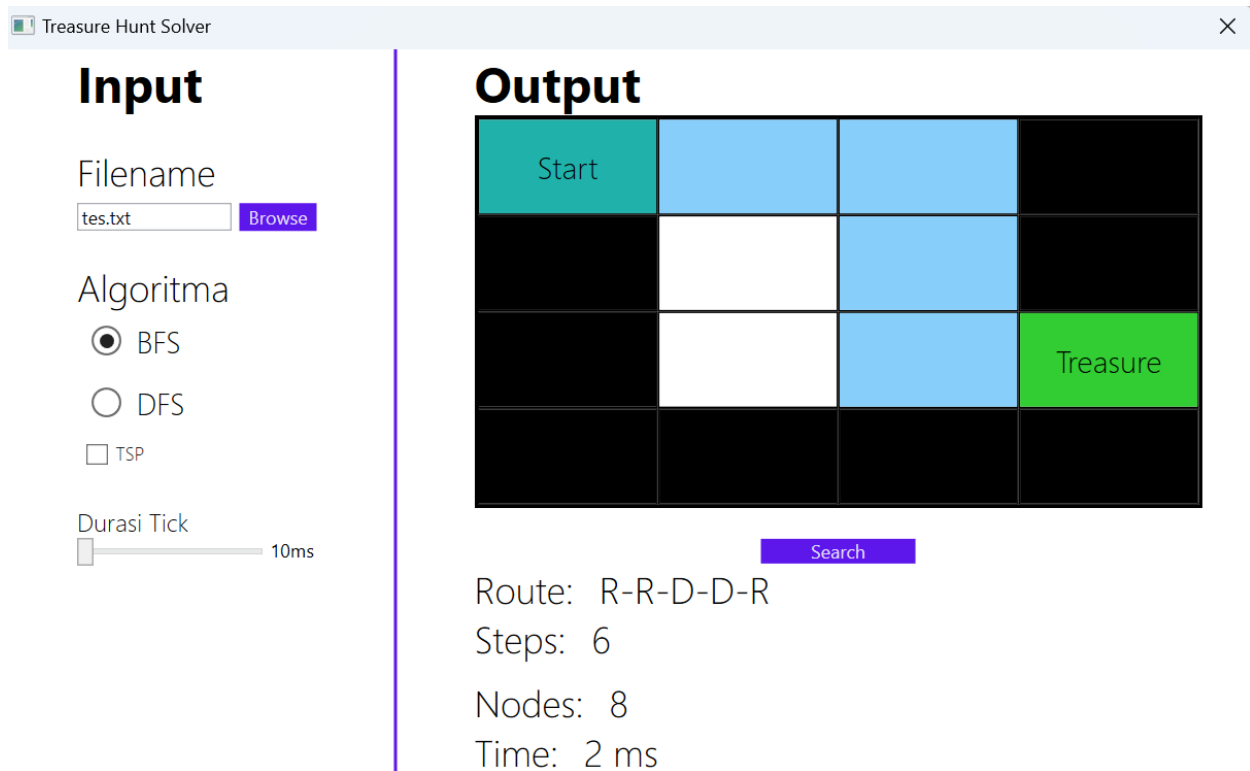 Treasure Hunt Solver
Input
Filename
tes.txt Browse
Algoritma
BFS
DFS
TSP
Durasi Tick
10ms
Output
Start
Treasure
Search
Route: R-R-D-D-R
Steps: 6
Nodes: 8
Time: 2 ms